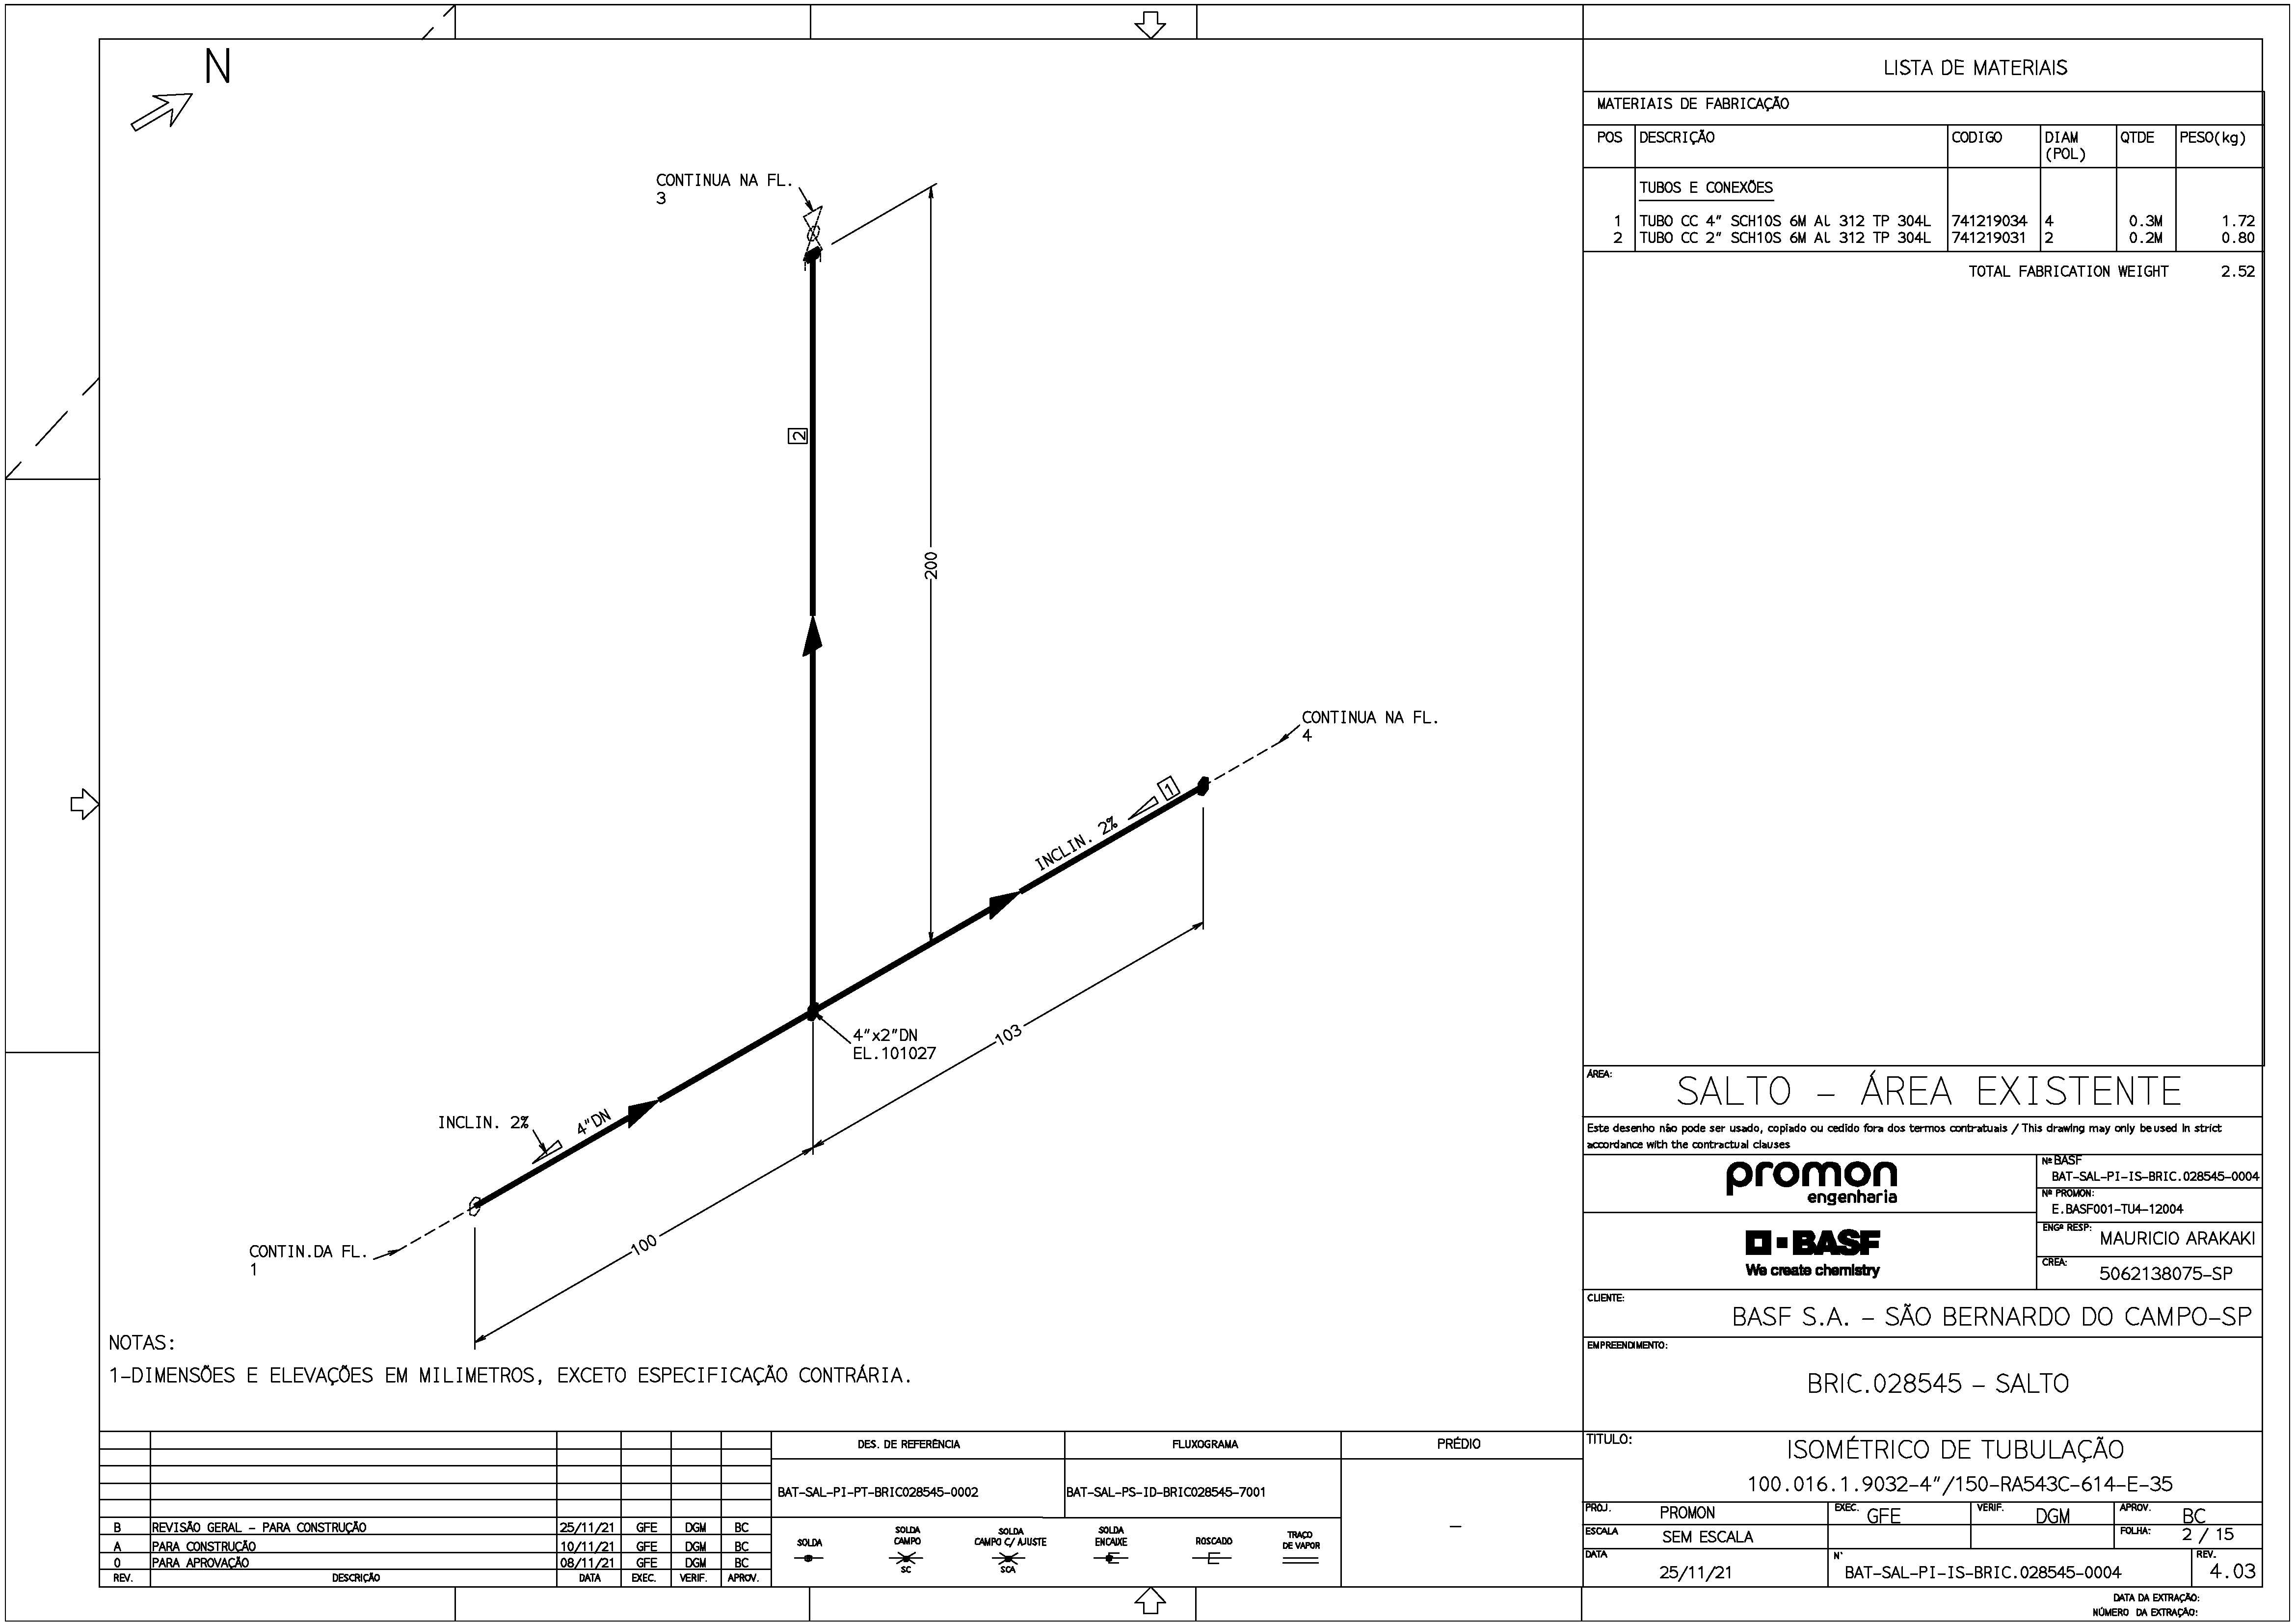 N
CONTINUA NA FL.
3
200
2
CONTINUA NA FL.
4
1
INCLIN. 2%
103
4"x2"DN
EL.101027
INCLIN. 2%
4"DN
100
CONTIN.DA FL.
1
NOTAS:
1-DIMENSÕES E ELEVAÇÕES EM MILIMETROS, EXCETO ESPECIFICAÇÃO CONTRÁRIA.
LISTA DE MATERIAIS
MATERIAIS DE FABRICAÇÃO
POS DESCRIÇÃO CODIGO DIAM (POL) QTDE PESO(kg)
TUBOS E CONEXÕES
1 TUBO CC 4" SCH10S 6M AL 312 TP 304L 741219034 4 0.3M 1.72
2 TUBO CC 2" SCH10S 6M AL 312 TP 304L 741219031 2 0.2M 0.80
TOTAL FABRICATION WEIGHT 2.52
ÁREA:
SALTO - ÁREA EXISTENTE
Este desenho não pode ser usado, copiado ou cedido fora dos termos contratuais / This drawing may only be used in strict
accordance with the contractual clauses
promon
engenharia
Nº BASF
BAT-SAL-PI-IS-BRIC.028545-0004
Nº PROMON:
E.BASF001-TU4-12004
BASF
We create chemistry
ENGº RESP:
MAURICIO ARAKAKI
CREA:
5062138075-SP
CLIENTE:
BASF S.A. - SÃO BERNARDO DO CAMPO-SP
EMPREENDIMENTO:
BRIC.028545 - SALTO
TITULO:
ISOMÉTRICO DE TUBULAÇÃO
100.016.1.9032-4"/150-RA543C-614-E-35
PROJ. PROMON EXEC. GFE VERIF. DGM APROV. BC
ESCALA SEM ESCALA FOLHA: 2 / 15
DATA 25/11/21 N° BAT-SAL-PI-IS-BRIC.028545-0004 REV. 4.03
DATA DA EXTRAÇÃO:
NÚMERO DA EXTRAÇÃO:
DES. DE REFERÊNCIA FLUXOGRAMA PRÉDIO
BAT-SAL-PI-PT-BRIC028545-0002 BAT-SAL-PS-ID-BRIC028545-7001 -
SOLDA
SOLDA CAMPO
SC
SOLDA CAMPO C/ AJUSTE
SCA
SOLDA ENCAIXE
ROSCADO
TRAÇO DE VAPOR
B REVISÃO GERAL - PARA CONSTRUÇÃO 25/11/21 GFE DGM BC
A PARA CONSTRUÇÃO 10/11/21 GFE DGM BC
0 PARA APROVAÇÃO 08/11/21 GFE DGM BC
REV. DESCRIÇÃO DATA EXEC. VERIF. APROV.